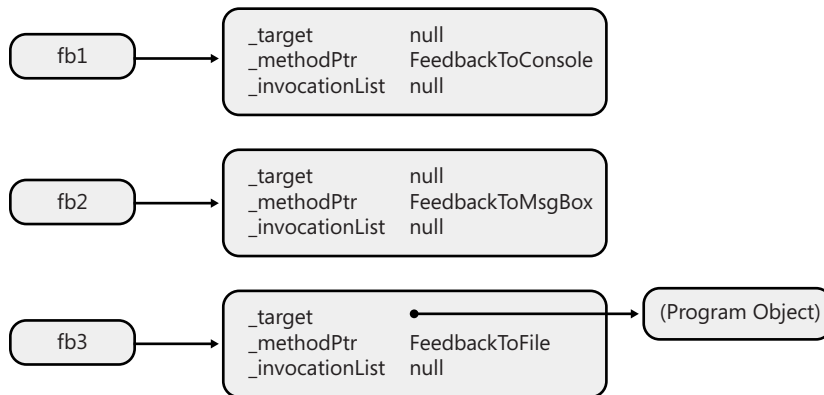 fb1
_target null
_methodPtr FeedbackToConsole
_invocationList null
fb2
_target null
_methodPtr FeedbackToMsgBox
_invocationList null
fb3
_target
_methodPtr FeedbackToFile
_invocationList null
(Program Object)